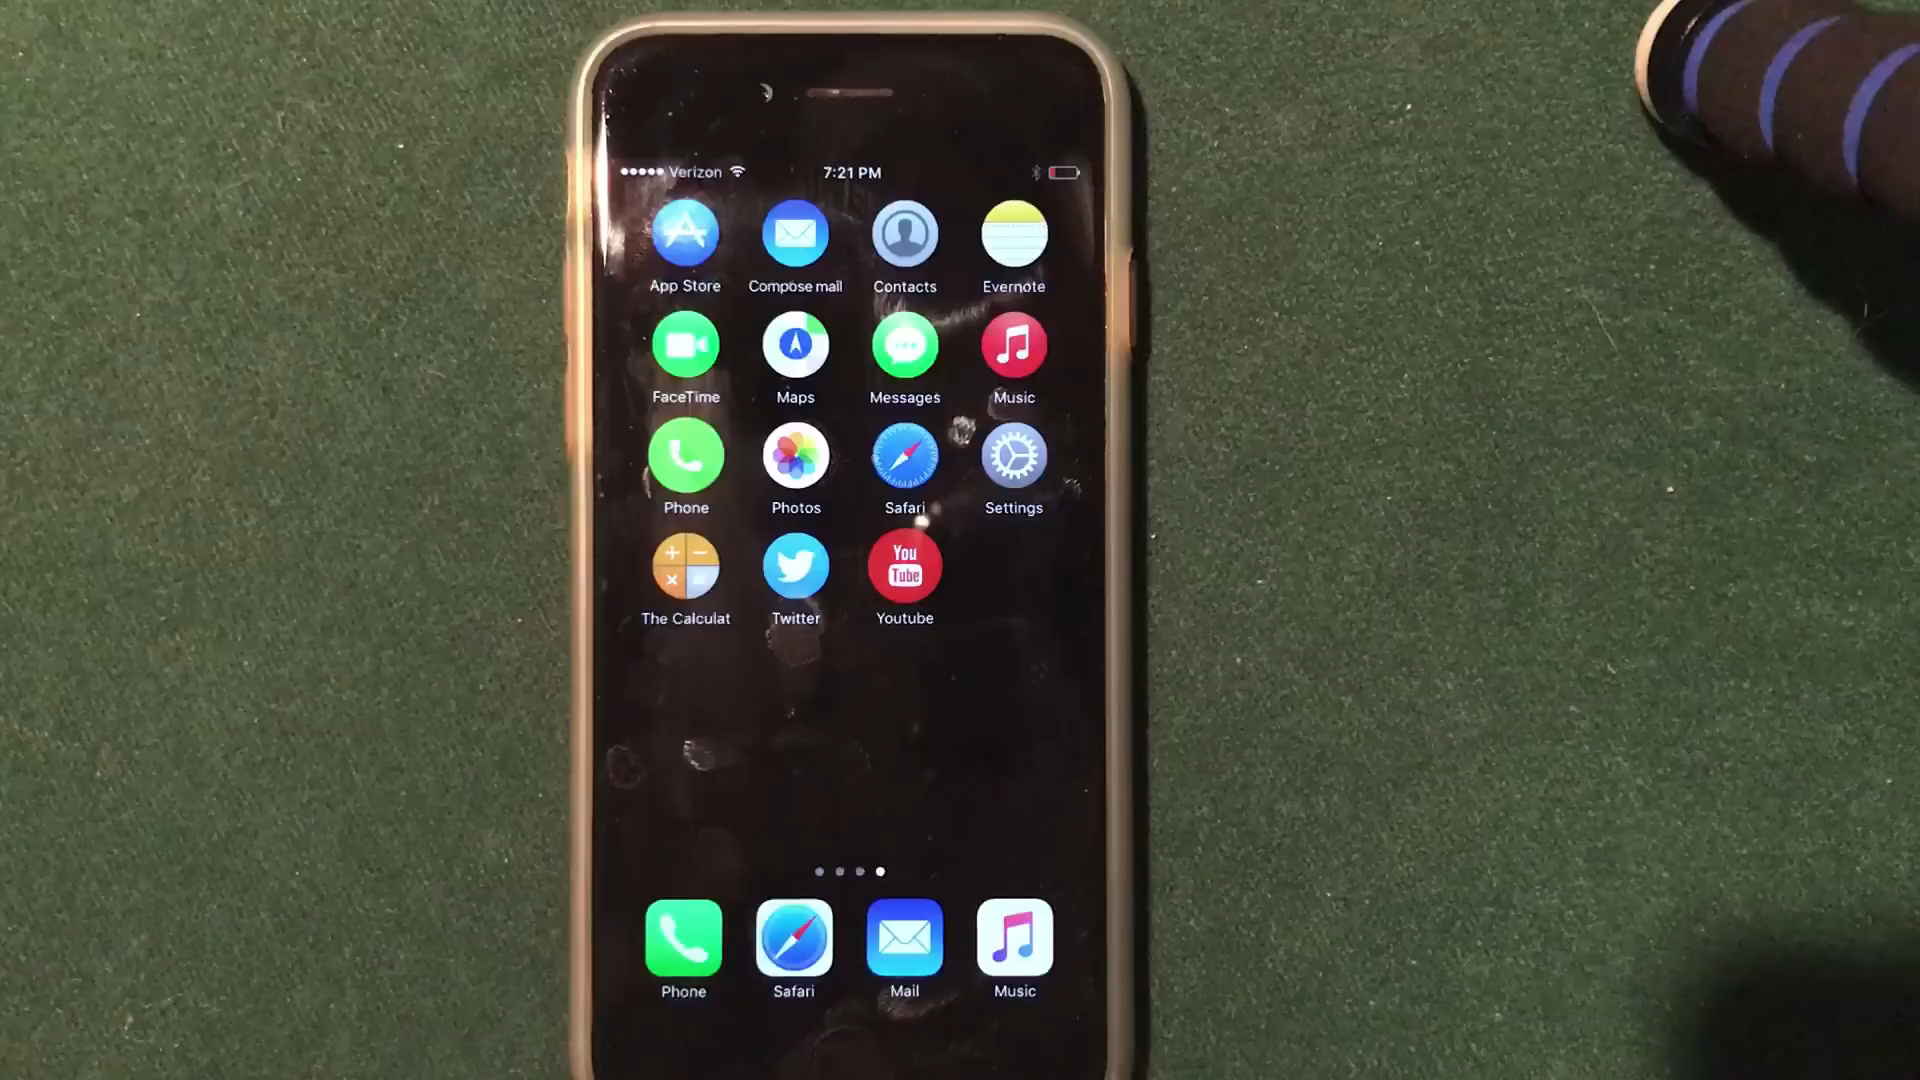 Verizon 7:21 PM
App Store Compose mail Contacts Evernote
FaceTime Maps Messages Music
Phone Photos Safari Settings
You
Tube
The Calculat Twitter Youtube
Phone Safari Mail Music